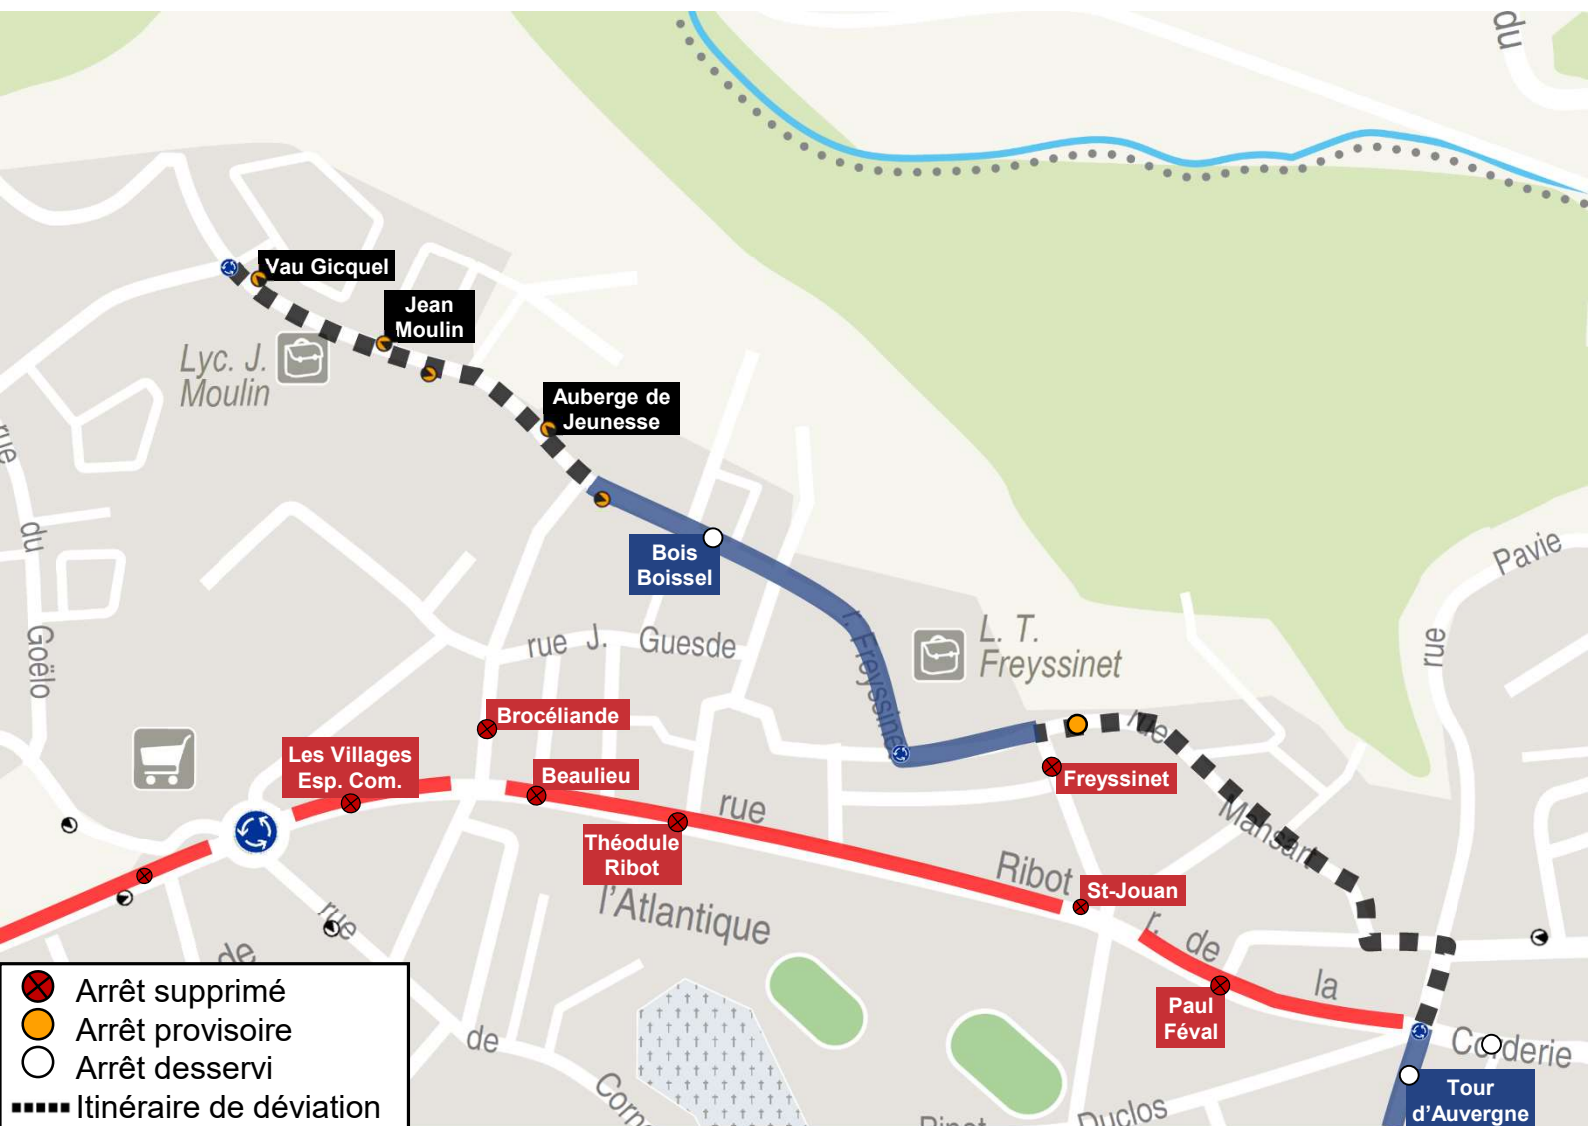 du
Vau Gicquel
Jean
Moulin
Lyc. J.
Moulin
Auberge de
Jeunesse
rue
du
Goëlo
Bois
Boissel
Pavie
rue
rue J. Guesde
r. Freyssinet
L. T.
Freyssinet
Brocéliande
Les Villages
Esp. Com.
Beaulieu
Freyssinet
rue
Mansart
rue
Théodule
Ribot
Ribot
St-Jouan
l'Atlantique
r. de
la
Corderie
rue
de
de
Paul
Féval
Tour
d'Auvergne
Duclos
Arrêt supprimé
Arrêt provisoire
Arrêt desservi
Itinéraire de déviation